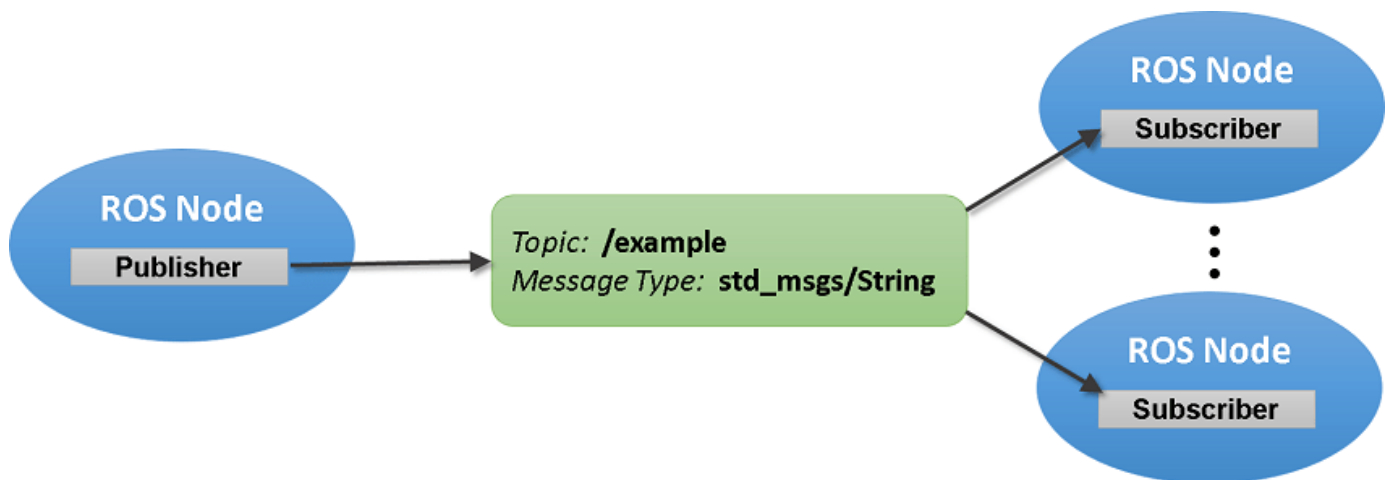 ROS Node
Publisher
Topic: /example
Message Type: std_msgs/String
ROS Node
Subscriber
ROS Node
Subscriber